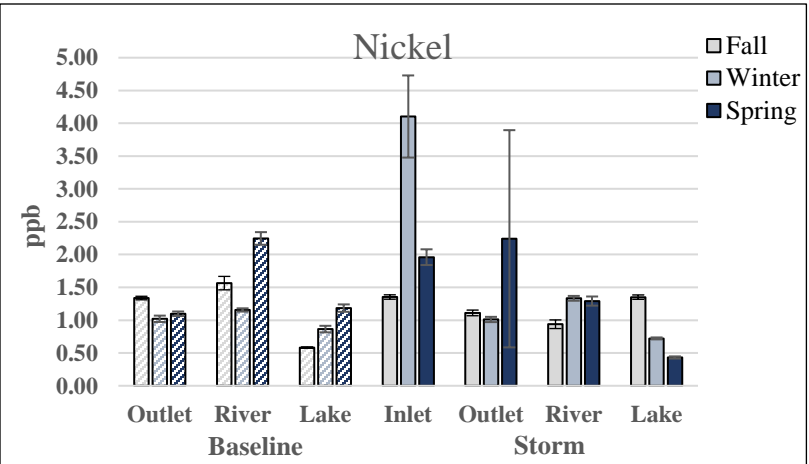 Nickel
Fall
Winter
Spring
ppb
5.00
4.50
4.00
3.50
3.00
2.50
2.00
1.50
1.00
0.50
0.00
Outlet River Lake Inlet Outlet River Lake
Baseline Storm